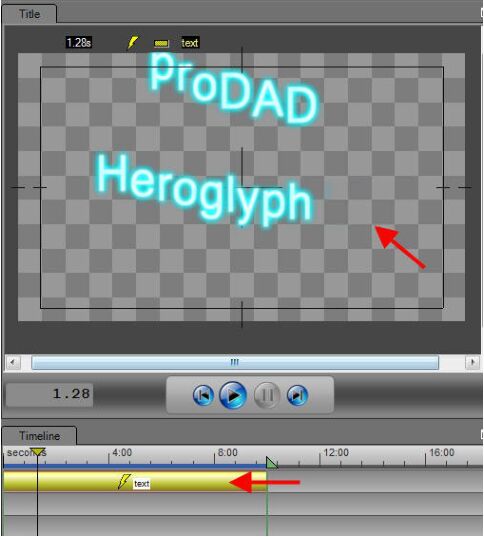 Title
1.28s text
proDAD
Heroglyph
1.28
Timeline
seconds 4:00 8:00 12:00 16:00
text